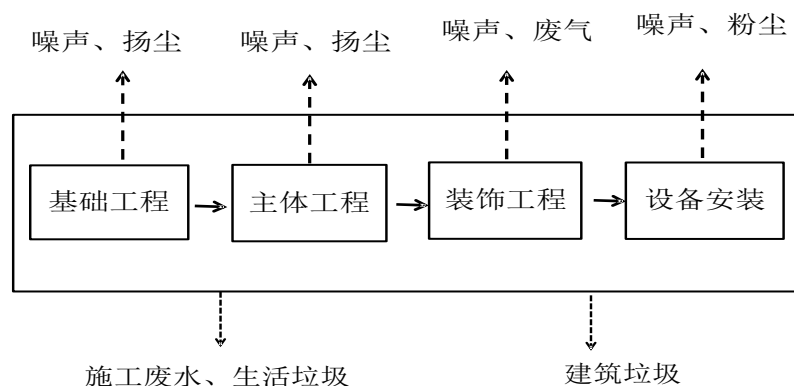 噪声、扬尘 噪声、扬尘 噪声、废气 噪声、粉尘
基础工程 主体工程 装饰工程 设备安装
施工废水、生活垃圾 建筑垃圾